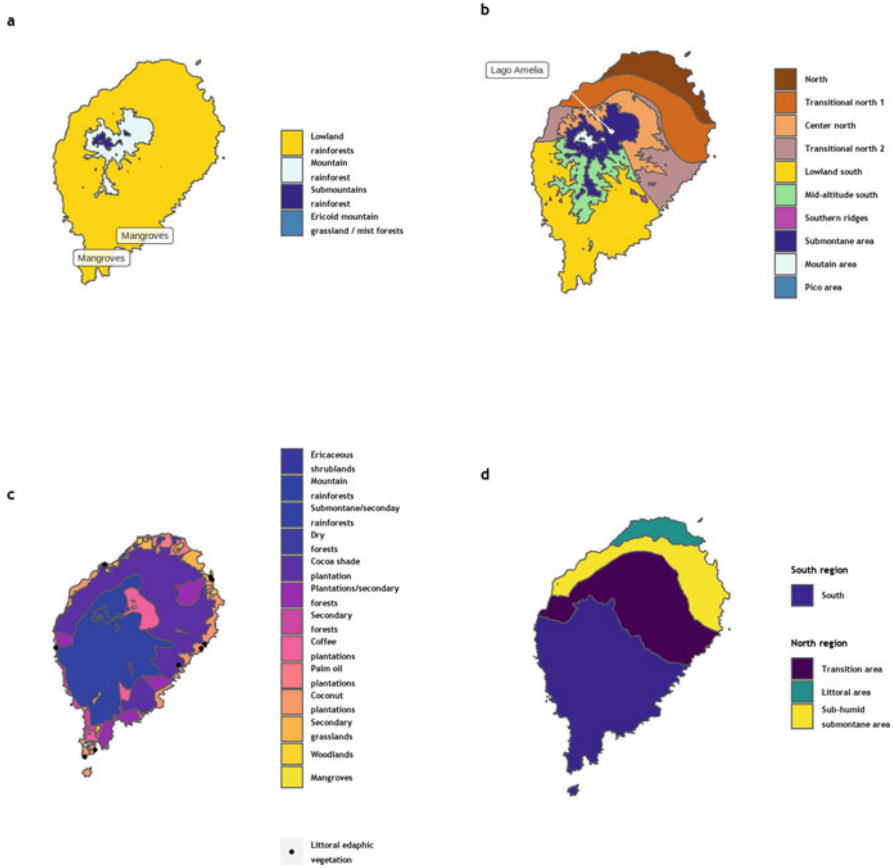 a
Lowland
rainforests
Mountain
rainforest
Submountains
rainforest
Ericoid mountain
grassland / mist forests
Mangroves
Mangroves
b
Lago Amelia
North
Transitional north 1
Center north
Transitional north 2
Lowland south
Mid-altitude south
Southern ridges
Submontane area
Moutain area
Pico area
c
Ericaceous
shrublands
Mountain
rainforests
Submontane/seconday
rainforests
Dry
forests
Cocoa shade
plantation
Plantations/secondary
forests
Secondary
forests
Coffee
plantations
Palm oil
plantations
Coconut
plantations
Secondary
grasslands
Woodlands
Mangroves
Littoral edaphic
vegetation
d
South region
South
North region
Transition area
Littoral area
Sub-humid
submontane area